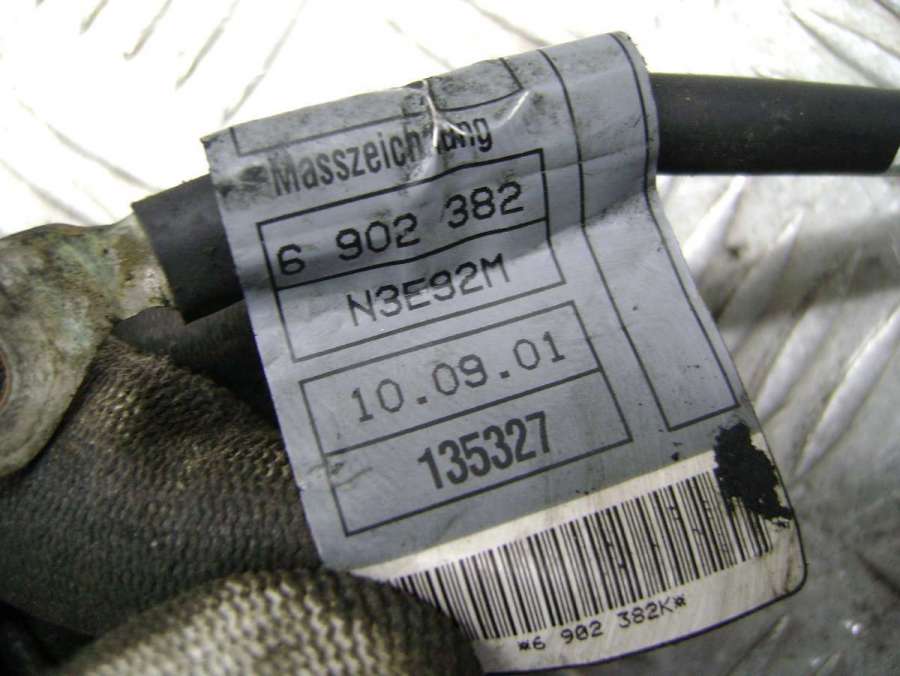 Masszeichnung
6 902 382
N3E92M
10.09.01
135327
*6 902 382K*